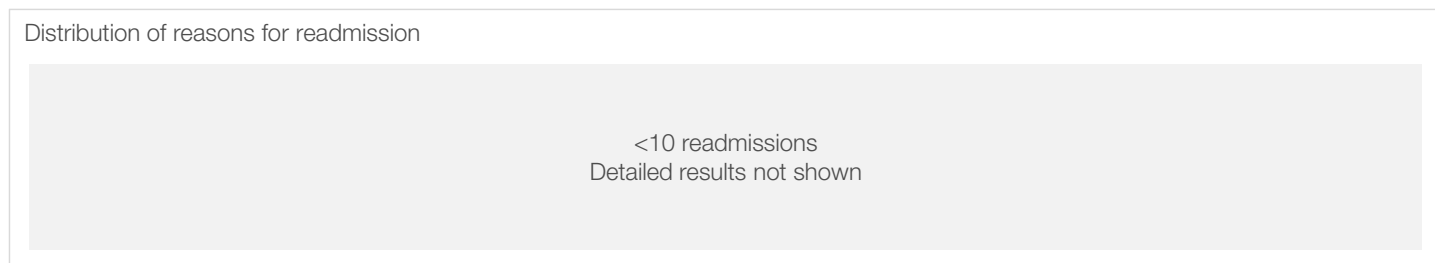 Distribution of reasons for readmission
<10 readmissions
Detailed results not shown